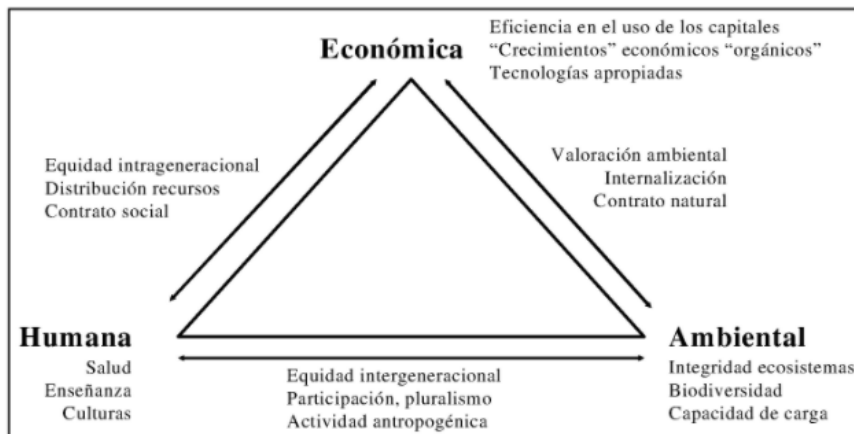 Económica
Eficiencia en el uso de los capitales
“Crecimientos” económicos “orgánicos”
Tecnologías apropiadas
Equidad intrageneracional
Distribución recursos
Contrato social
Valoración ambiental
Internalización
Contrato natural
Humana
Salud
Enseñanza
Culturas
Equidad intergeneracional
Participación, pluralismo
Actividad antropogénica
Ambiental
Integridad ecosistemas
Biodiversidad
Capacidad de carga